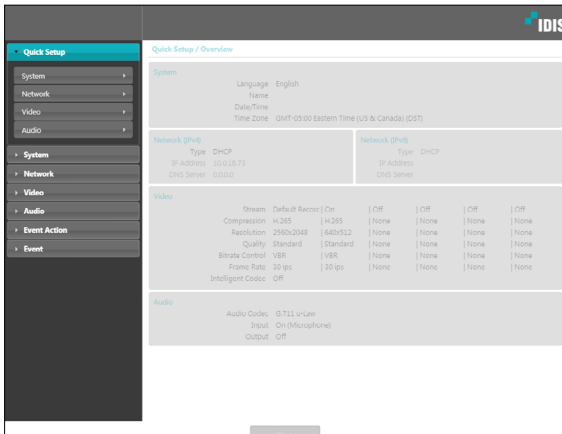 IDIS
Quick Setup
System
Network
Video
Audio
System
Network
Video
Audio
Event Action
Event
Quick Setup / Overview
System
Language English
Name
Date/Time
Time Zone GMT-05:00 Eastern Time (US & Canada) (DST)
Network (IPv4)
Type DHCP
IP Address 10.0.18.73
DNS Server 0.0.0.0
Network (IPv6)
Type DHCP
IP Address
DNS Server
Video
Stream Default Recor | On | Off | Off | Off | Off
Compression H.265 | H.265 | None | None | None | None
Resolution 2560x2048 | 640x512 | None | None | None | None
Quality Standard | Standard | None | None | None | None
Bitrate Control VBR | VBR | None | None | None | None
Frame Rate 30 ips | 30 ips | None | None | None | None
Intelligent Codec Off
Audio
Audio Codec G.711 u-Law
Input On (Microphone)
Output Off